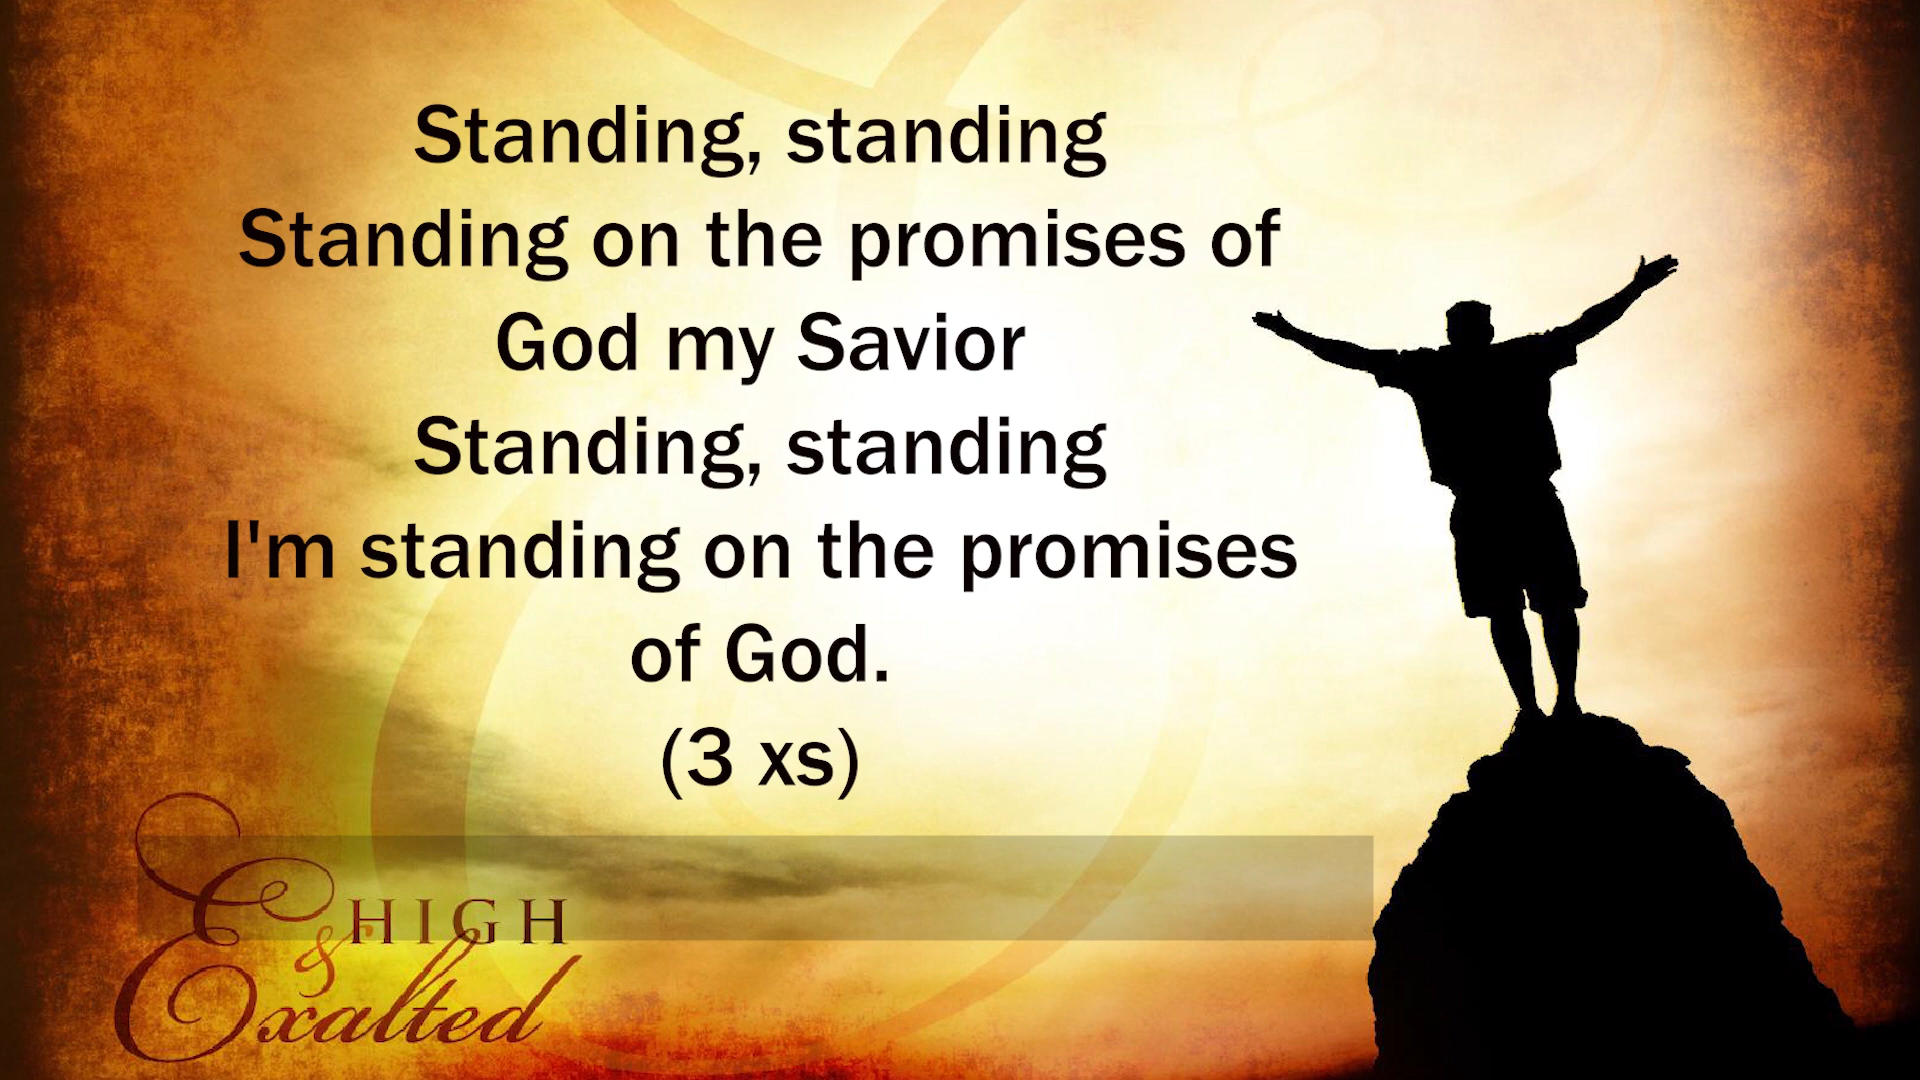 Standing, standing
Standing on the promises of
God my Savior
Standing, standing
I'm standing on the promises
of God.
(3 xs)
HIGH
&
Exalted